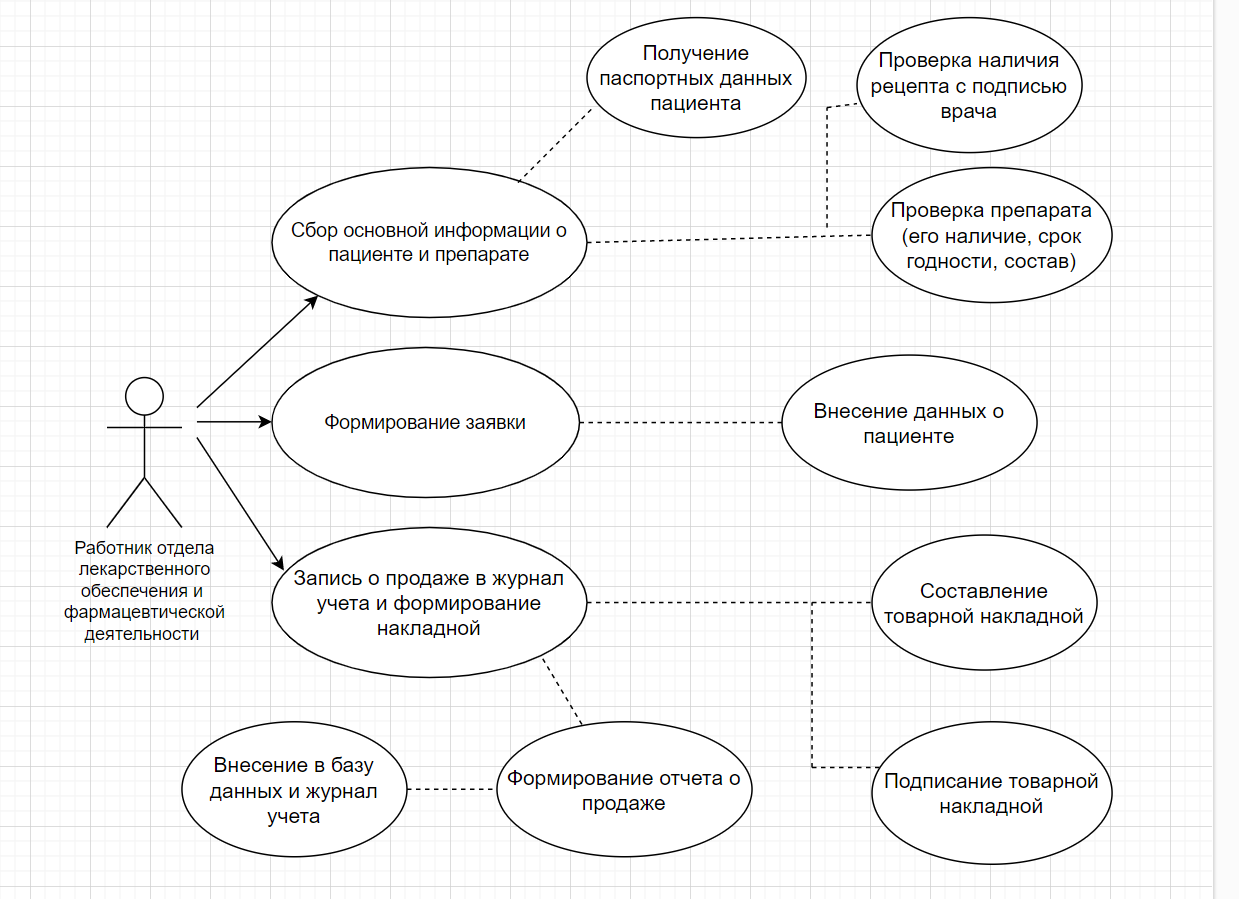 Получение
паспортных данных
пациента
Проверка наличия
рецепта с подписью
врача
Сбор основной информации о
пациенте и препарате
Проверка препарата
(его наличие, срок
годности, состав)
Формирование заявки
Внесение данных о
пациенте
Работник отдела
лекарственного
обеспечения и
фармацевтической
деятельности
Запись о продаже в журнал
учета и формирование
накладной
Составление
товарной накладной
Внесение в базу
данных и журнал
учета
Формирование отчета о
продаже
Подписание товарной
накладной